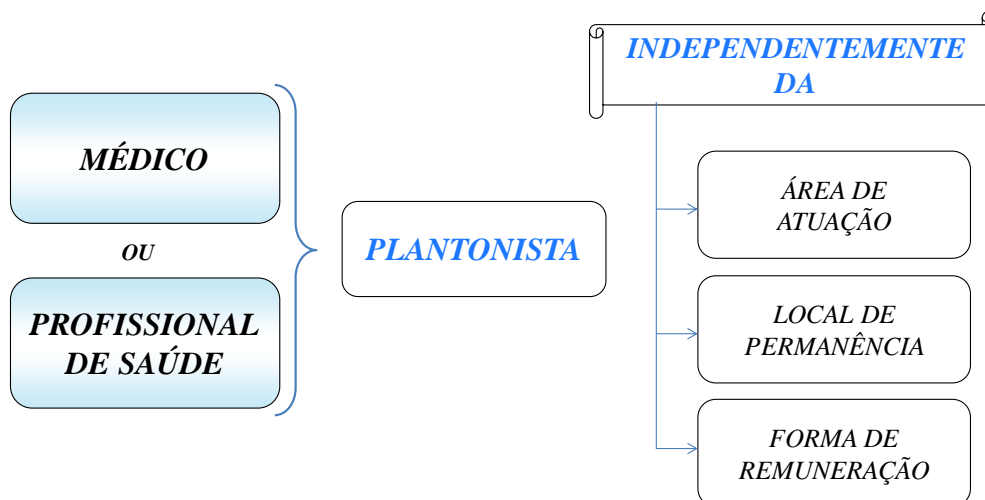 MÉDICO
OU
PROFISSIONAL
DE SAÚDE
PLANTONISTA
INDEPENDENTEMENTE
DA
ÁREA DE
ATUAÇÃO
LOCAL DE
PERMANÊNCIA
FORMA DE
REMUNERAÇÃO